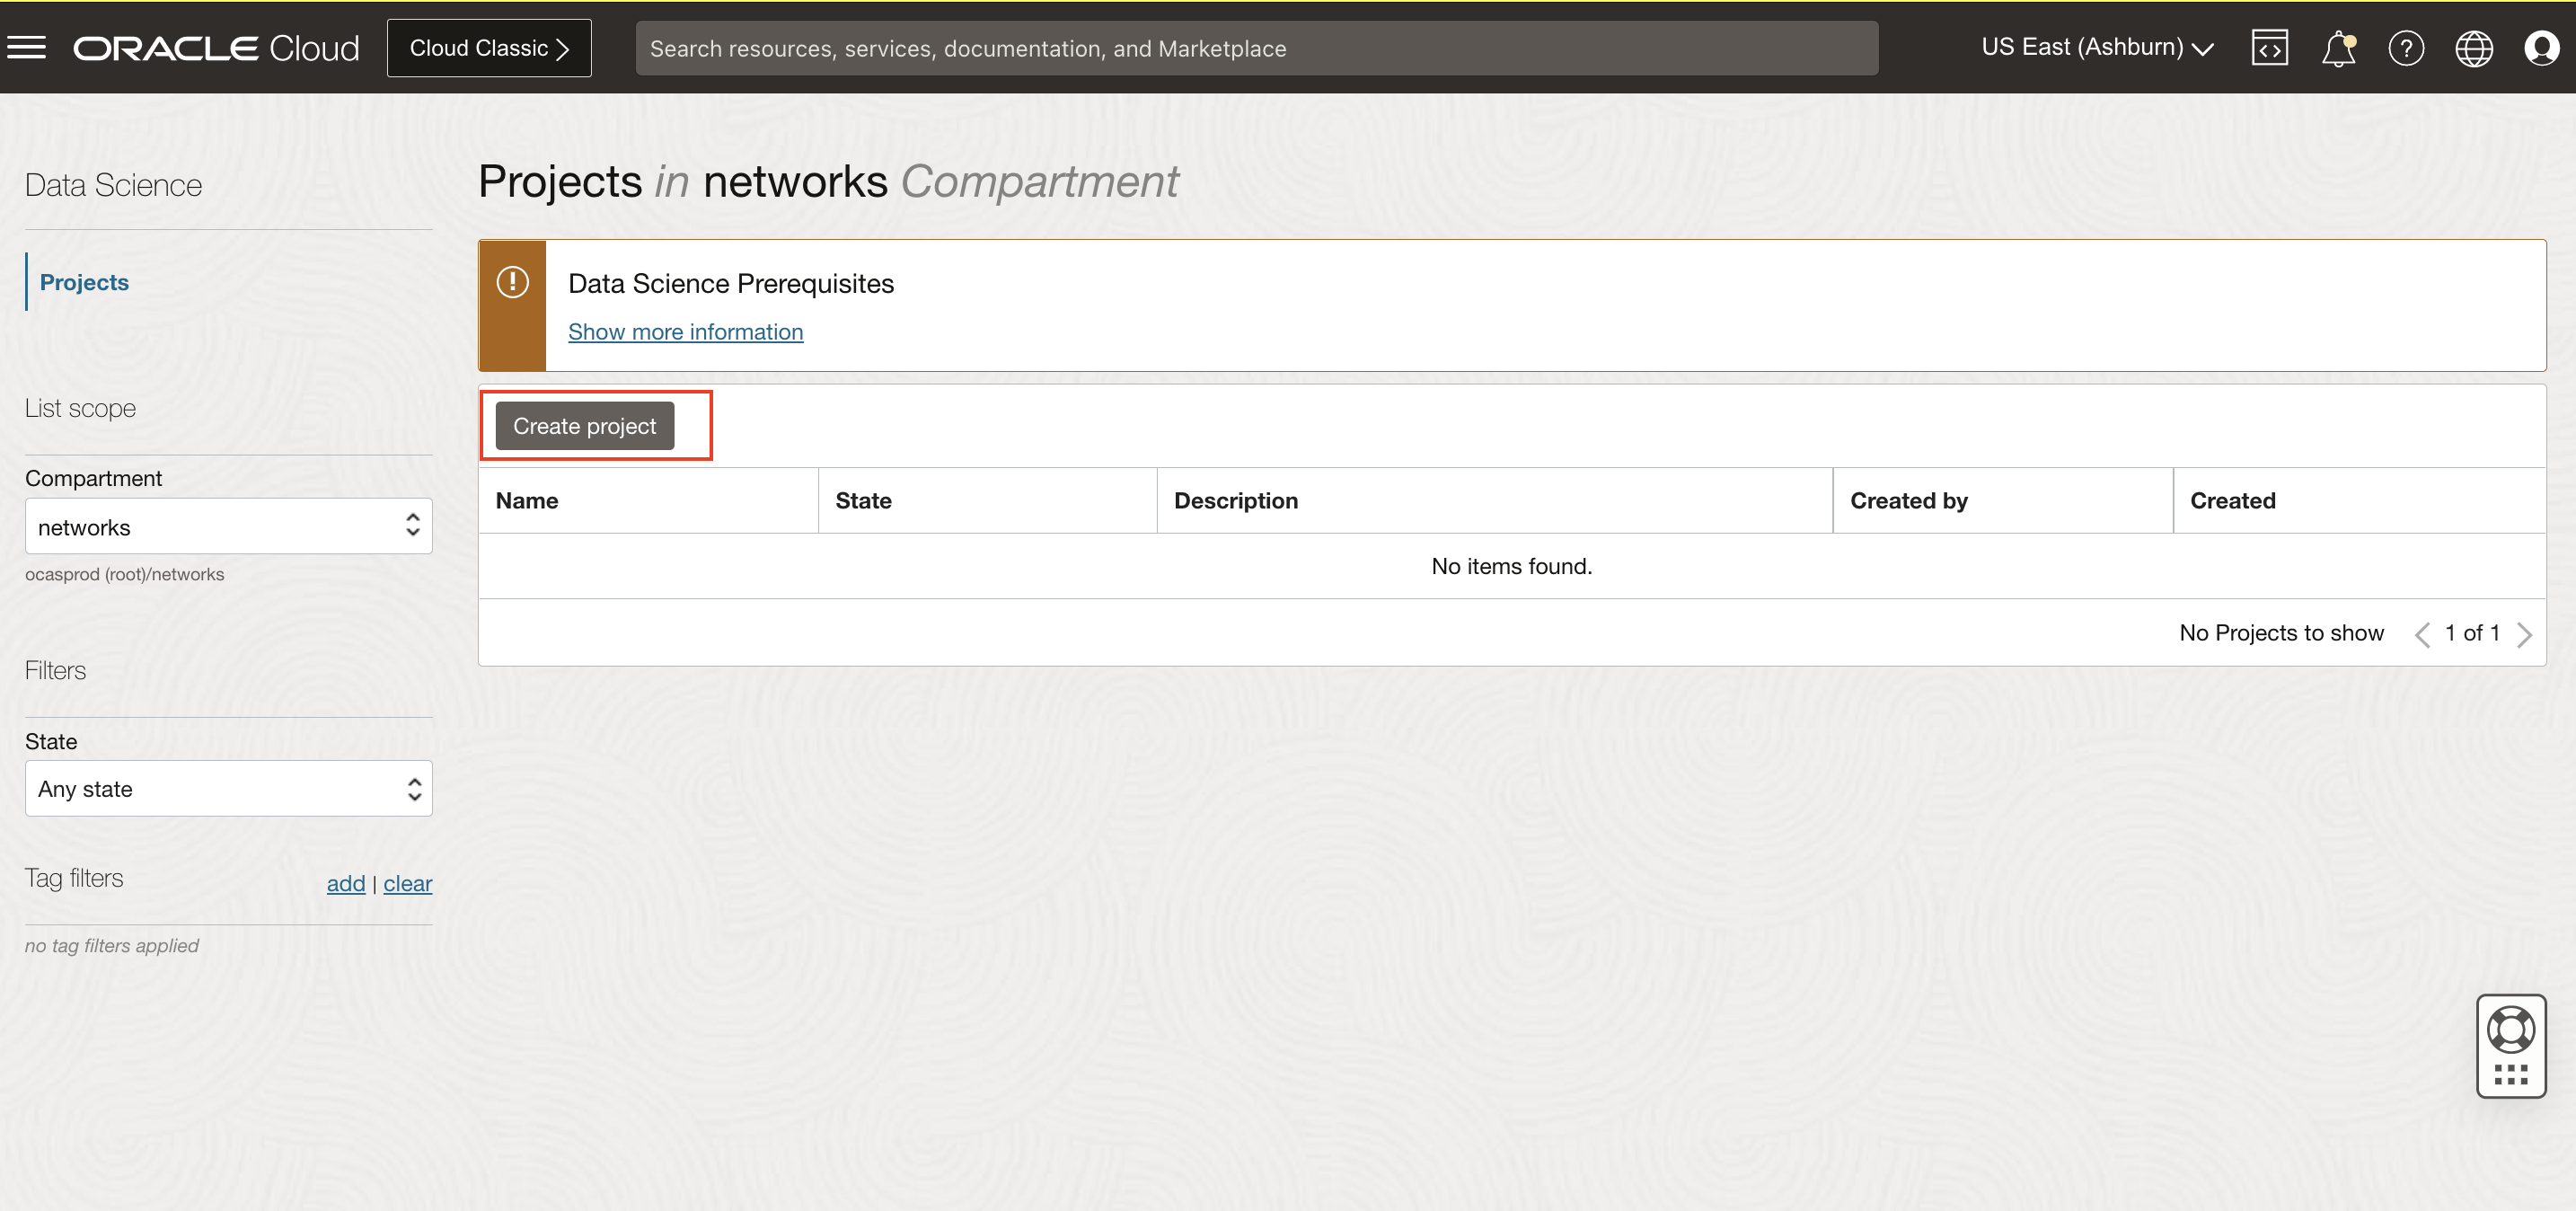 ORACLE Cloud
Cloud Classic
Search resources, services, documentation, and Marketplace
US East (Ashburn)
Data Science
Projects
List scope
Compartment
networks
ocasprod (root)/networks
Filters
State
Any state
Tag filters
add | clear
no tag filters applied
Projects in networks Compartment
Data Science Prerequisites
Show more information
Create project
Name State Description Created by Created
No items found.
No Projects to show 1 of 1